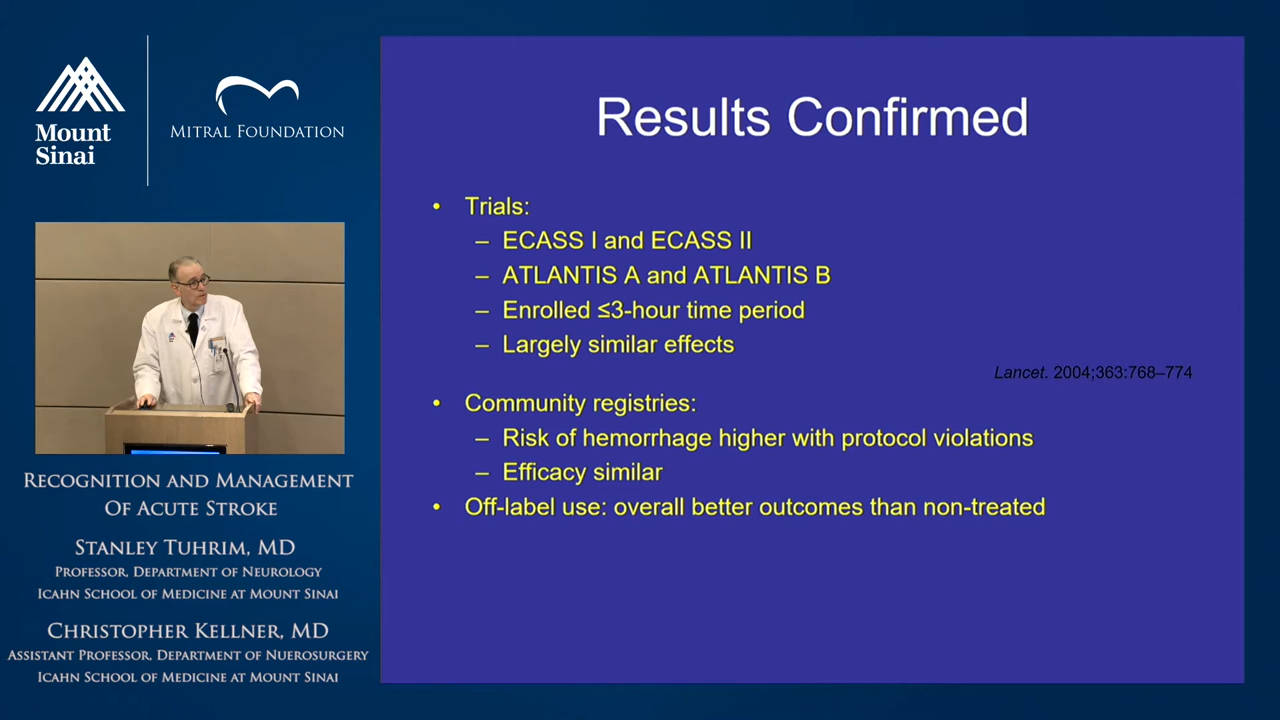 Mount
Sinai
MITRAL FOUNDATION
RECOGNITION AND MANAGEMENT
OF ACUTE STROKE
STANLEY TUHRIM, MD
PROFESSOR, DEPARTMENT OF NEUROLOGY
ICAHN SCHOOL OF MEDICINE AT MOUNT SINAI
CHRISTOPHER KELLNER, MD
ASSISTANT PROFESSOR, DEPARTMENT OF NUEROSURGERY
ICAHN SCHOOL OF MEDICINE AT MOUNT SINAI
Results Confirmed
• Trials:
– ECASS I and ECASS II
– ATLANTIS A and ATLANTIS B
– Enrolled ≤3-hour time period
– Largely similar effects
Lancet. 2004;363:768–774
• Community registries:
– Risk of hemorrhage higher with protocol violations
– Efficacy similar
• Off-label use: overall better outcomes than non-treated